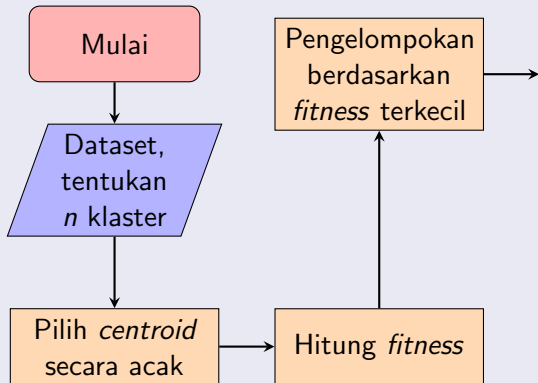 Mulai
Dataset,
tentukan
n klaster
Pilih centroid
secara acak
Hitung fitness
Pengelompokan
berdasarkan
fitness terkecil